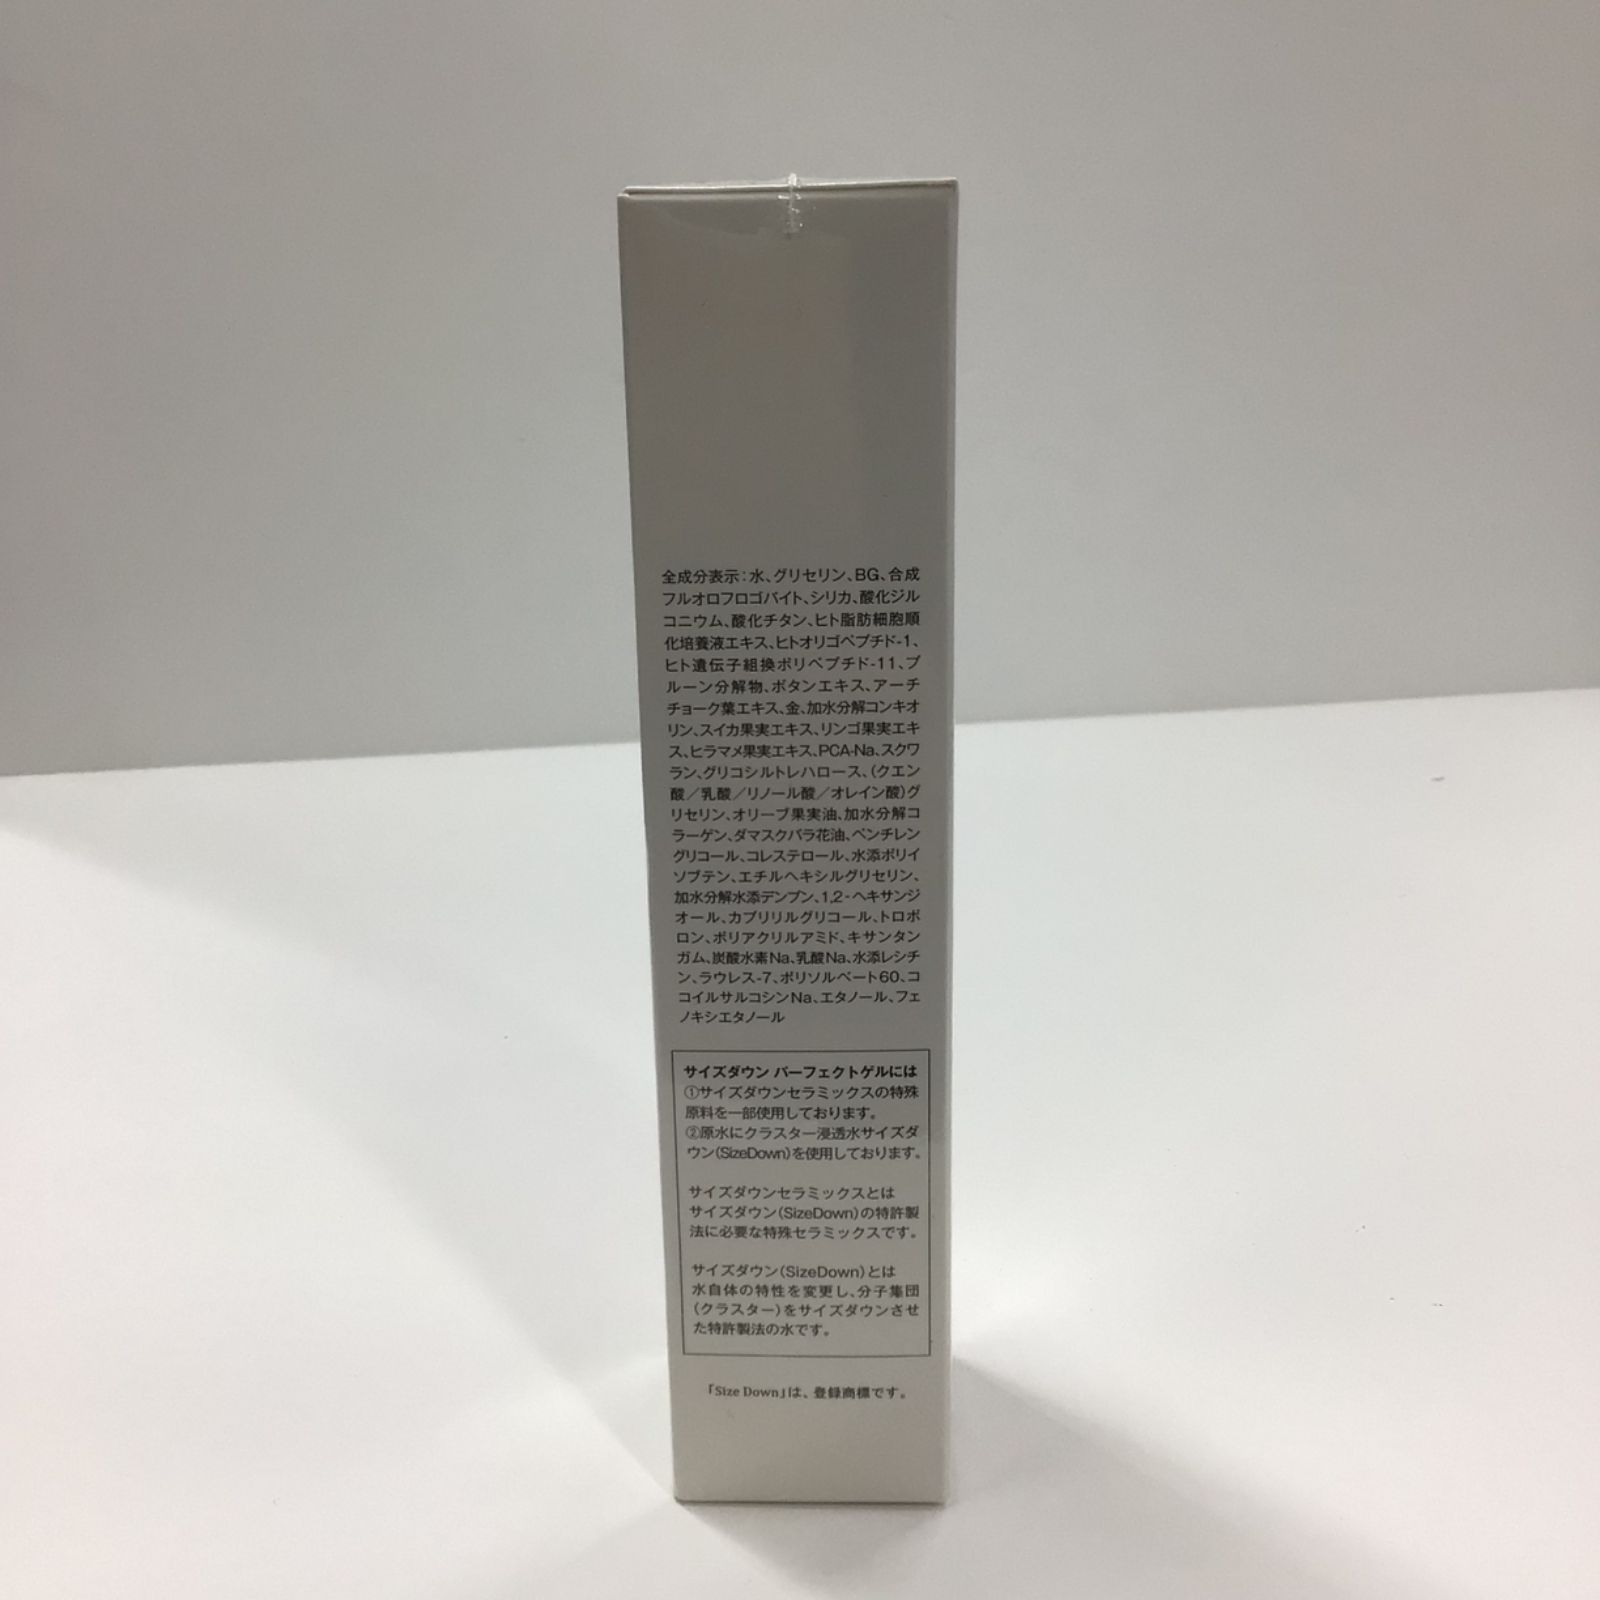 全成分表示：水、グリセリン、BG、合成
フルオロフロゴパイト、シリカ、酸化ジル
コニウム、酸化チタン、ヒト脂肪細胞順
化培養液エキス、ヒトオリゴペプチド-1、
ヒト遺伝子組換ポリペプチド-11、プ
ルーン分解物、ボタンエキス、アーチ
チョーク葉エキス、金、加水分解コンキオ
リン、スイカ果実エキス、リンゴ果実エキ
ス、ヒラマメ果実エキス、PCA-Na、スクワ
ラン、グリコシルトレハロース、（クエン
酸／乳酸／リノール酸／オレイン酸）グ
リセリン、オリーブ果実油、加水分解コ
ラーゲン、ダマスクバラ花油、ペンチレン
グリコール、コレステロール、水添ポリイ
ソブテン、エチルヘキシルグリセリン、
加水分解水添デンプン、1,2-ヘキサンジ
オール、カプリリルグリコール、トロポ
ロン、ポリアクリルアミド、キサンタン
ガム、炭酸水素Na、乳酸Na、水添レシチ
ン、ラウレス-7、ポリソルベート60、コ
コイルサルコシンNa、エタノール、フェ
ノキシエタノール
サイズダウン パーフェクトゲルには
①サイズダウンセラミックスの特殊
原料を一部使用しております。
②原水にクラスター浸透水サイズダ
ウン（SizeDown）を使用しております。
サイズダウンセラミックスとは
サイズダウン（SizeDown）の特許製
法に必要な特殊セラミックスです。
サイズダウン（SizeDown）とは
水自体の特性を変更し、分子集団
（クラスター）をサイズダウンさせ
た特許製法の水です。
「Size Down」は、登録商標です。